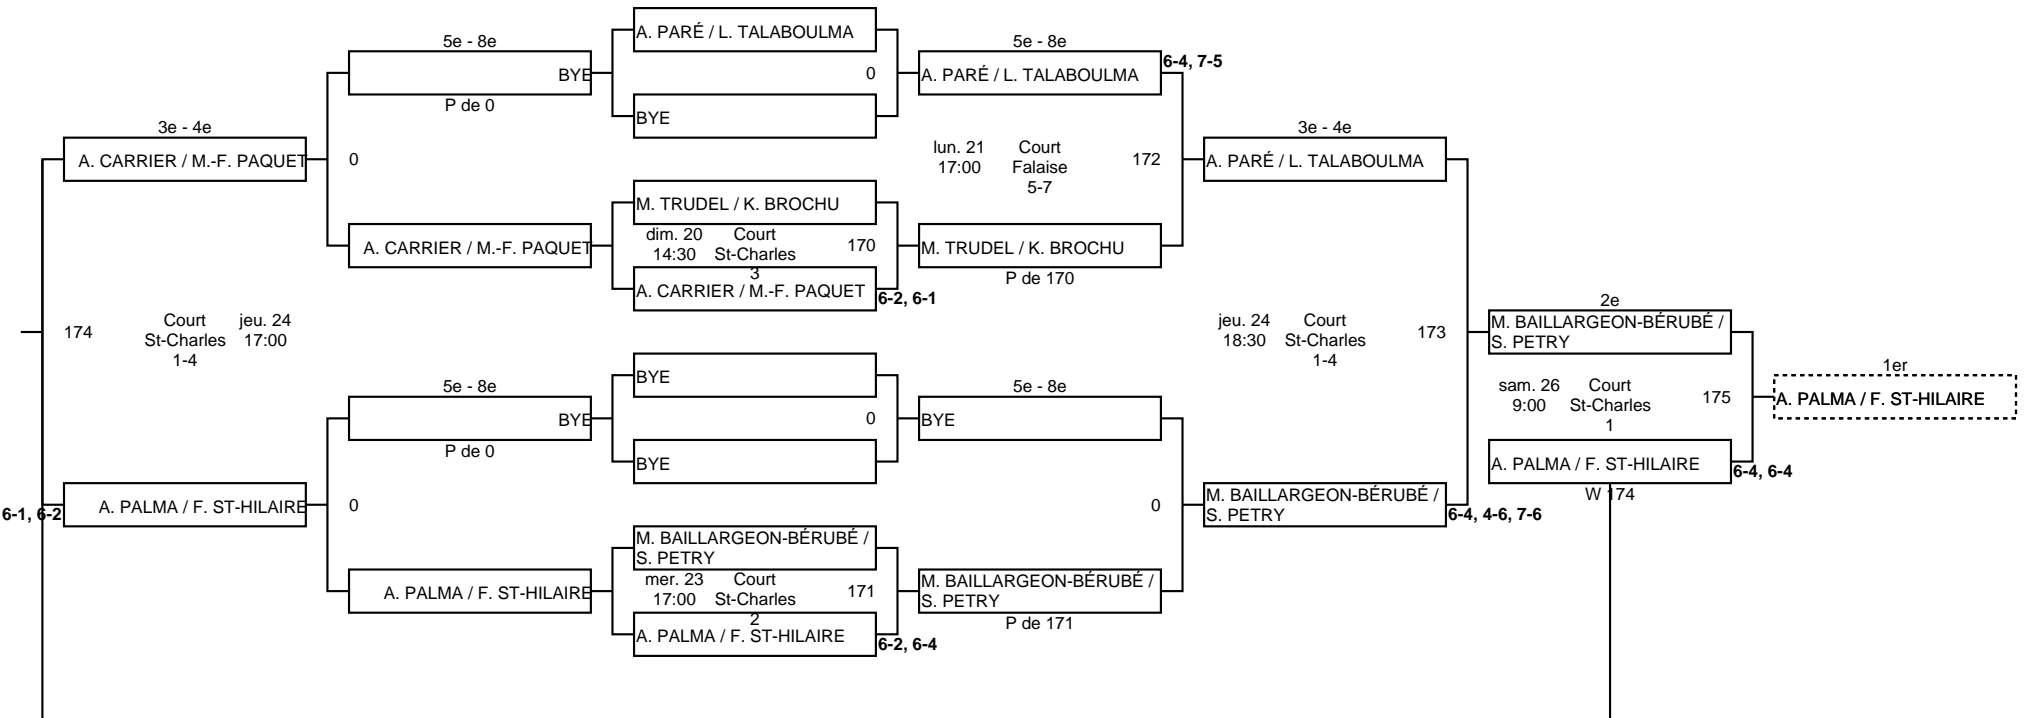 3e - 4e
A. CARRIER / M.-F. PAQUET
0
174
Court
St-Charles
1-4
jeu. 24
17:00
6-1, 6-2
A. PALMA / F. ST-HILAIRE
0
5e - 8e
BYE
P de 0
A. CARRIER / M.-F. PAQUET
5e - 8e
BYE
P de 0
A. PALMA / F. ST-HILAIRE
A. PARÉ / L. TALABOULMA
0
BYE
M. TRUDEL / K. BROCHU
dim. 20
14:30
Court
St-Charles
3
170
A. CARRIER / M.-F. PAQUET
6-2, 6-1
BYE
0
BYE
M. BAILLARGEON-BÉRUBÉ /
S. PETRY
mer. 23
17:00
Court
St-Charles
2
171
A. PALMA / F. ST-HILAIRE
6-2, 6-4
5e - 8e
A. PARÉ / L. TALABOULMA
6-4, 7-5
lun. 21
17:00
Court
Falaise
5-7
172
M. TRUDEL / K. BROCHU
P de 170
5e - 8e
BYE
0
M. BAILLARGEON-BÉRUBÉ /
S. PETRY
P de 171
3e - 4e
A. PARÉ / L. TALABOULMA
jeu. 24
18:30
Court
St-Charles
1-4
173
M. BAILLARGEON-BÉRUBÉ /
S. PETRY
6-4, 4-6, 7-6
2e
M. BAILLARGEON-BÉRUBÉ /
S. PETRY
sam. 26
9:00
Court
St-Charles
1
175
A. PALMA / F. ST-HILAIRE
6-4, 6-4
W 174
1er
A. PALMA / F. ST-HILAIRE